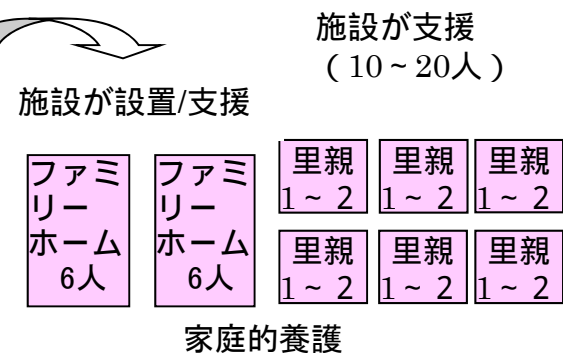 施設が支援
（10～20人）
施設が設置/支援
ファミ
リー
ホーム
6人
ファミ
リー
ホーム
6人
里親
1～2
里親
1～2
里親
1～2
里親
1～2
里親
1～2
里親
1～2
家庭的養護